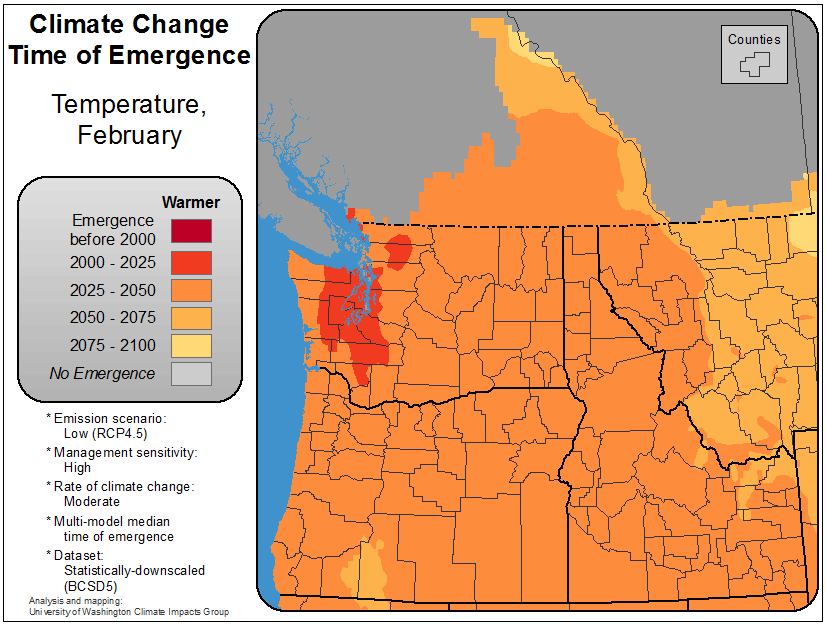 Climate Change
Time of Emergence
Temperature,
February
Warmer
Emergence
before 2000
2000 - 2025
2025 - 2050
2050 - 2075
2075 - 2100
No Emergence
* Emission scenario:
Low (RCP4.5)
* Management sensitivity:
High
* Rate of climate change:
Moderate
* Multi-model median
time of emergence
* Dataset:
Statistically-downscaled
(BCSD5)
Analysis and mapping:
University of Washington Climate Impacts Group
Counties